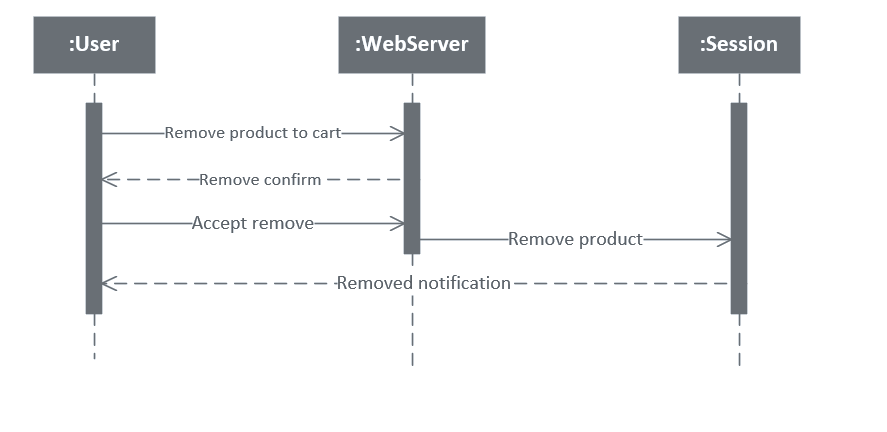 :User
:WebServer
:Session
Remove product to cart
Remove confirm
Accept remove
Remove product
Removed notification